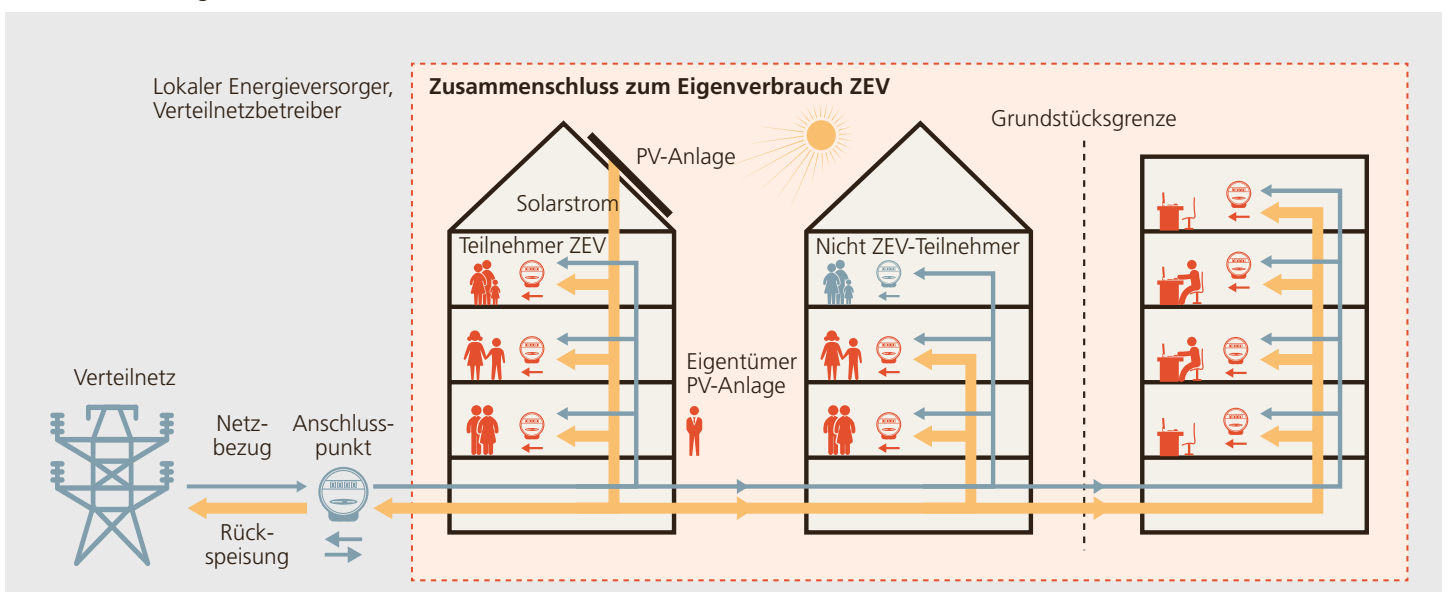 Lokaler Energieversorger,
Verteilnetzbetreiber
Zusammenschluss zum Eigenverbrauch ZEV
Grundstücksgrenze
PV-Anlage
Solarstrom
Teilnehmer ZEV
Nicht ZEV-Teilnehmer
Eigentümer
PV-Anlage
Verteilnetz
Netz-
bezug
Anschluss-
punkt
Rück-
speisung